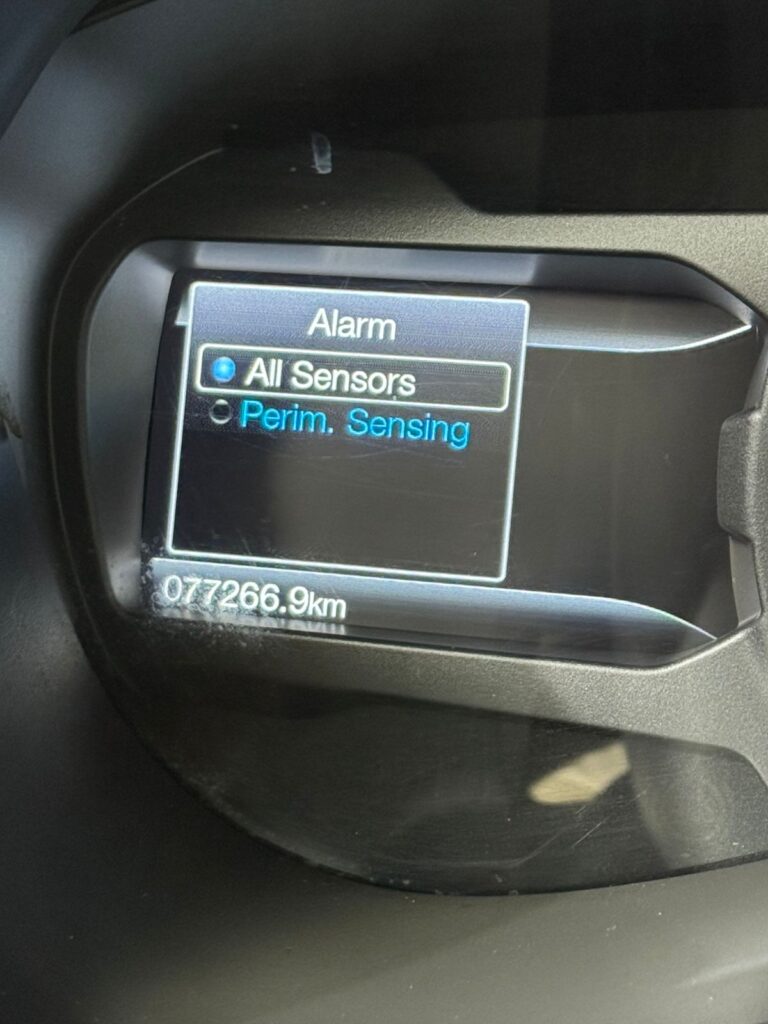 Alarm
All Sensors
Perim. Sensing
077266.9km